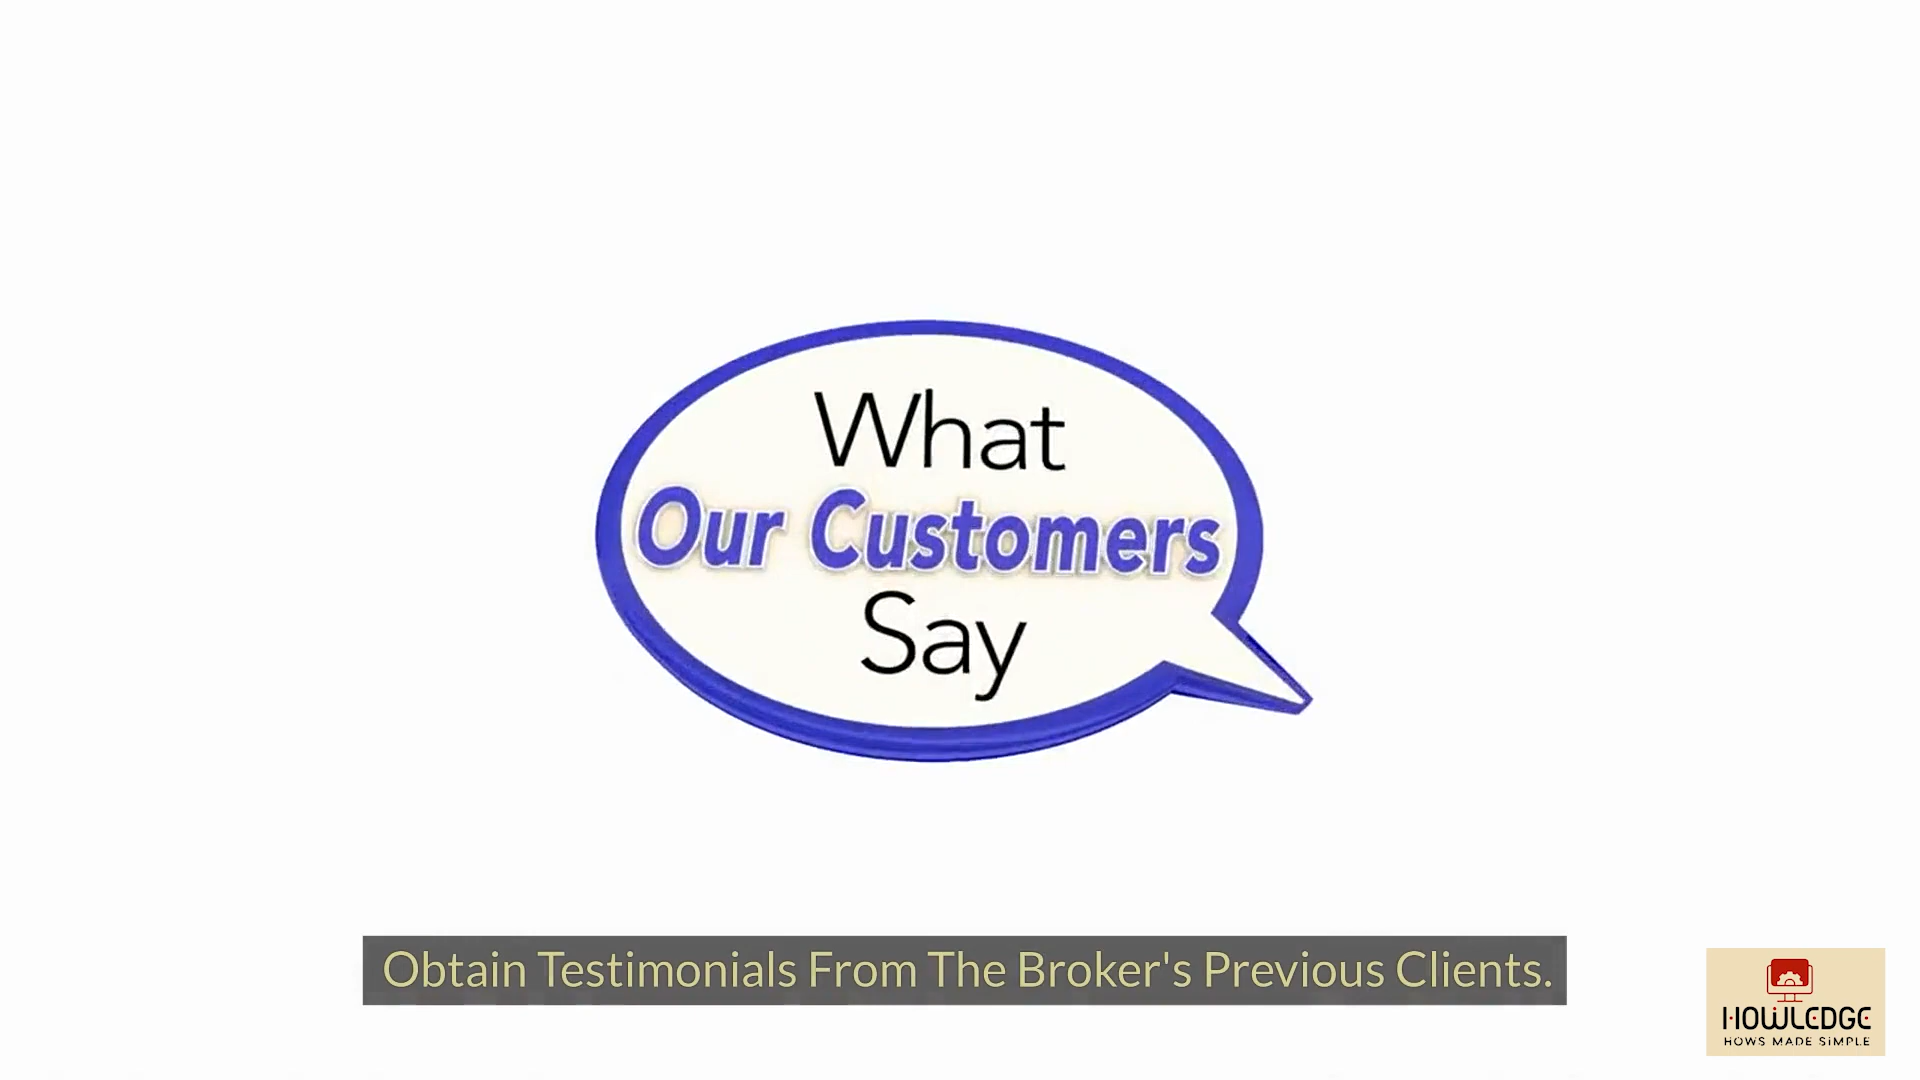 What
Our Customers
Say
Obtain Testimonials From The Broker's Previous Clients.
HOWLEDGE
HOWS MADE SiMPLE